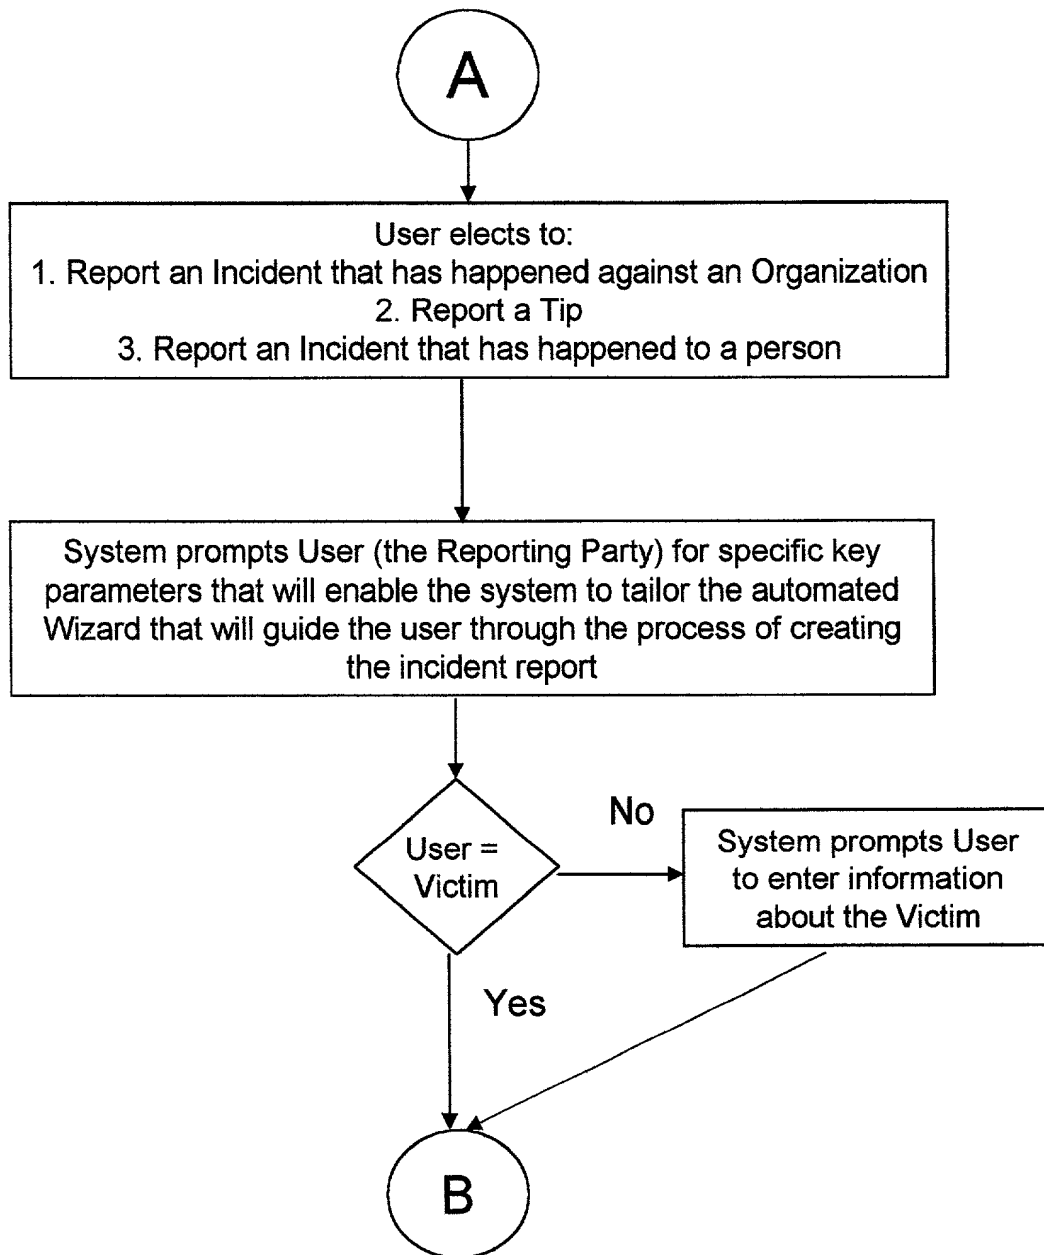 A
User elects to:
1. Report an Incident that has happened against an Organization
2. Report a Tip
3. Report an Incident that has happened to a person
System prompts User (the Reporting Party) for specific key
parameters that will enable the system to tailor the automated
Wizard that will guide the user through the process of creating
the incident report
User =
Victim
No
System prompts User
to enter information
about the Victim
Yes
B